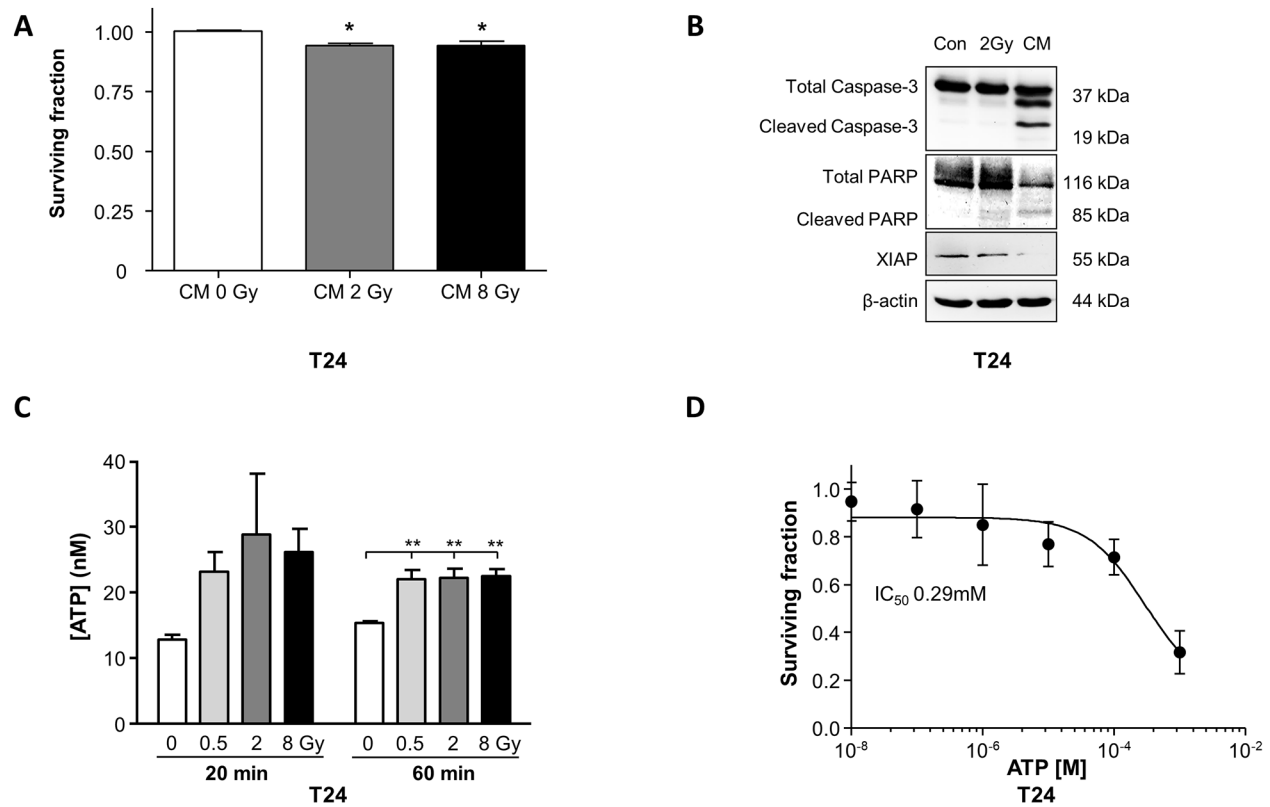 A
Surviving fraction
1.00
0.75
0.50
0.25
0
* *
CM 0 Gy CM 2 Gy CM 8 Gy
T24
B
Con 2Gy CM
Total Caspase-3 37 kDa
Cleaved Caspase-3 19 kDa
Total PARP 116 kDa
Cleaved PARP 85 kDa
XIAP 55 kDa
β-actin 44 kDa
T24
C
[ATP] (nM)
40
30
20
10
0
** ** **
0 0.5 2 8 Gy 0 0.5 2 8 Gy
20 min 60 min
T24
D
Surviving fraction
1.0
0.8
0.6
0.4
0.2
0.0
IC50 0.29mM
10-8 10-6 10-4 10-2
ATP [M]
T24